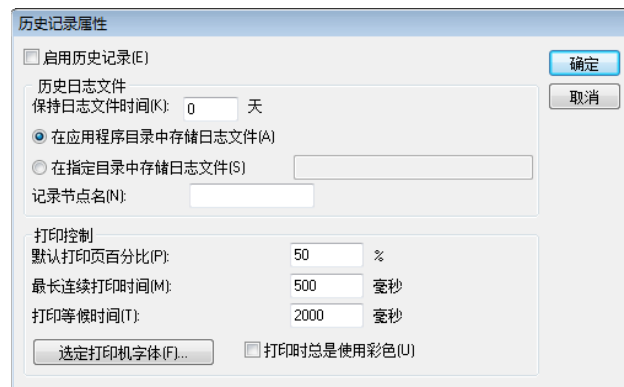 历史记录属性
启用历史记录(E)
确定
历史日志文件
取消
保持日志文件时间(K): 0 天
在应用程序目录中存储日志文件(A)
在指定目录中存储日志文件(S)
记录节点名(N):
打印控制
默认打印页百分比(P): 50 %
最长连续打印时间(M): 500 毫秒
打印等候时间(T): 2000 毫秒
选定打印机字体(F)... 打印时总是使用彩色(U)